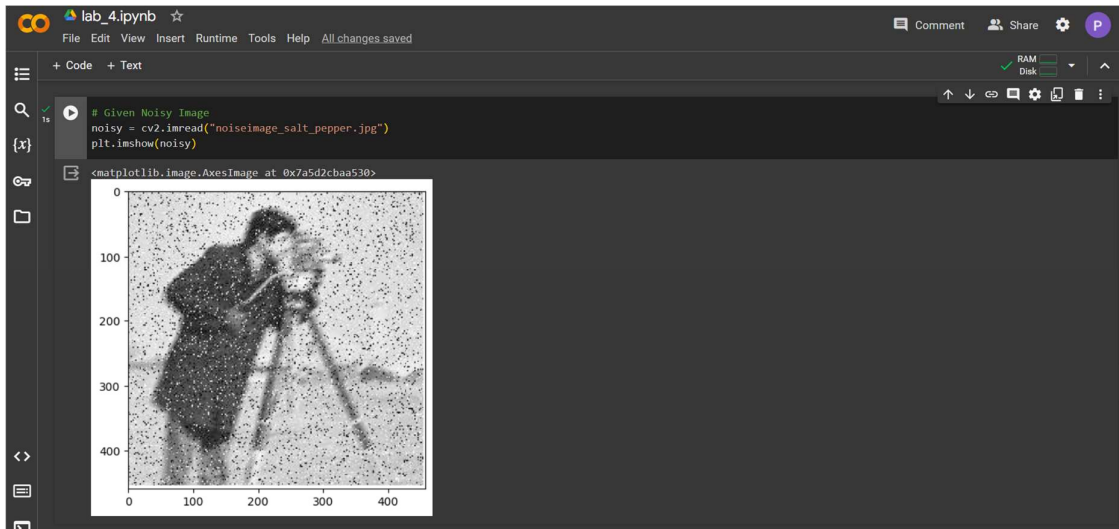 lab_4.ipynb
Comment Share P
File Edit View Insert Runtime Tools Help All changes saved
+ Code + Text
RAM
Disk
1s
# Given Noisy Image
noisy = cv2.imread("noiseimage_salt_pepper.jpg")
plt.imshow(noisy)
{x}
<matplotlib.image.AxesImage at 0x7a5d2cbaa530>
0
100
200
300
400
0 100 200 300 400